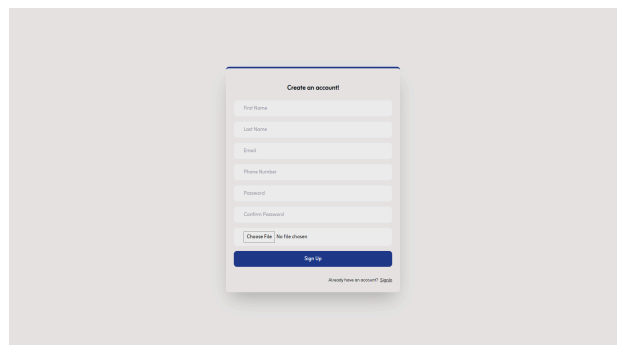 Create an account!
First Name
Last Name
Email
Phone Number
Password
Confirm Password
Choose File No file chosen
Sign Up
Already have an account? Signin